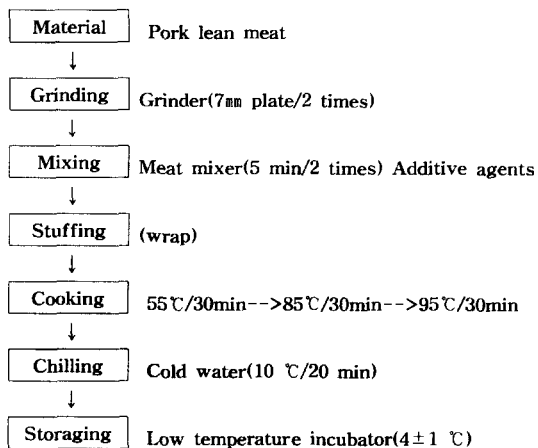 Material Pork lean meat
↓
Grinding Grinder(7㎜ plate/2 times)
↓
Mixing Meat mixer(5 min/2 times) Additive agents
↓
Stuffing (wrap)
↓
Cooking 55℃/30min-->85℃/30min-->95℃/30min
↓
Chilling Cold water(10 ℃/20 min)
↓
Storaging Low temperature incubator(4±1 ℃)